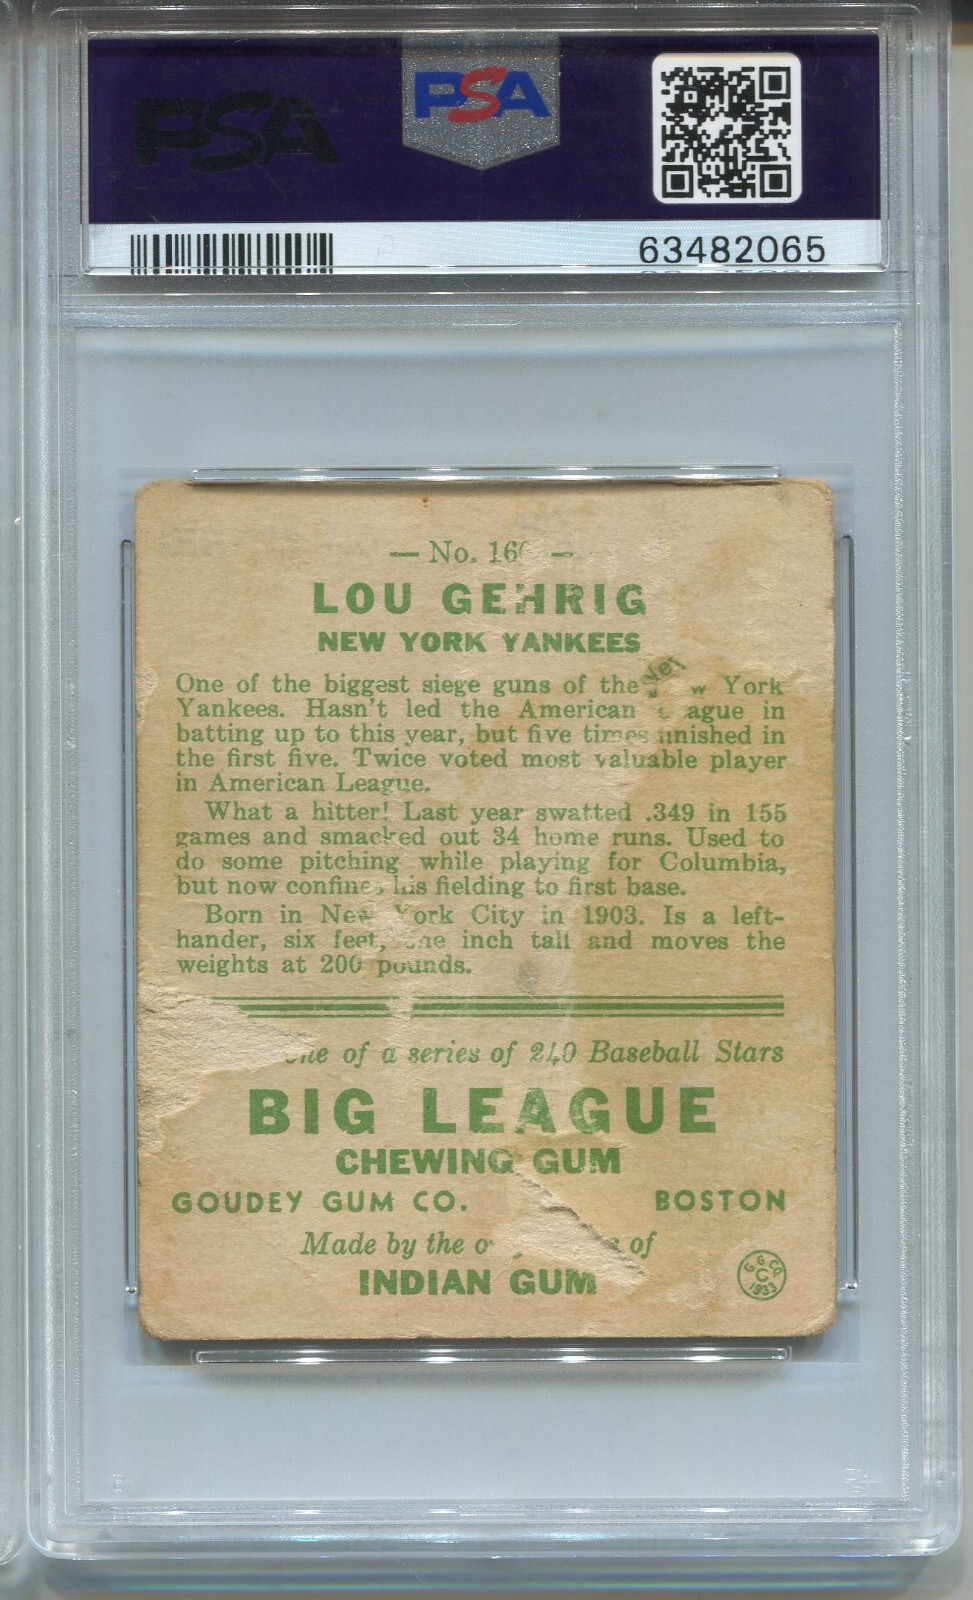 PSA PSA
63482065
— No. 16 —
LOU GEHRIG
NEW YORK YANKEES
One of the biggest siege guns of the New York
Yankees. Hasn't led the American League in
batting up to this year, but five times finished in
the first five. Twice voted most valuable player
in American League.
What a hitter! Last year swatted .349 in 155
games and smacked out 34 home runs. Used to
do some pitching while playing for Columbia,
but now confines his fielding to first base.
Born in New York City in 1903. Is a left-
hander, six feet, one inch tall and moves the
weights at 200 pounds.
One of a series of 240 Baseball Stars
BIG LEAGUE
CHEWING GUM
GOUDEY GUM CO. BOSTON
Made by the of
INDIAN GUM
G.G.CO.
C
1933